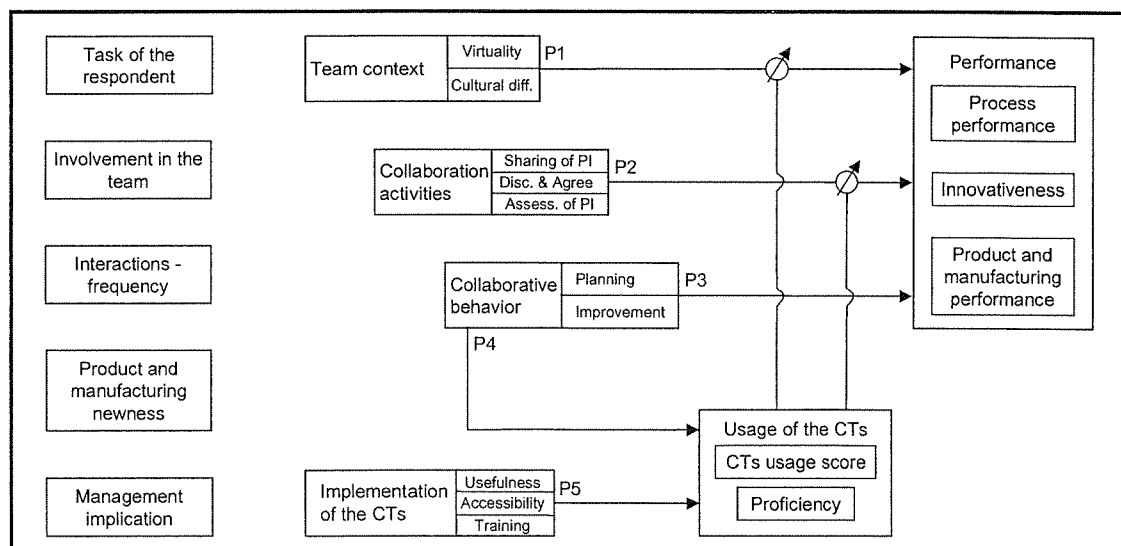 Task of the
respondent
Involvement in the
team
Interactions -
frequency
Product and
manufacturing
newness
Management
implication
Team context
Virtuality
Cultural diff.
P1
Collaboration
activities
Sharing of PI
Disc. & Agree
Assess. of PI
P2
Collaborative
behavior
Planning
Improvement
P3
P4
Implementation
of the CTs
Usefulness
Accessibility
Training
P5
Usage of the CTs
CTs usage score
Proficiency
Performance
Process
performance
Innovativeness
Product and
manufacturing
performance